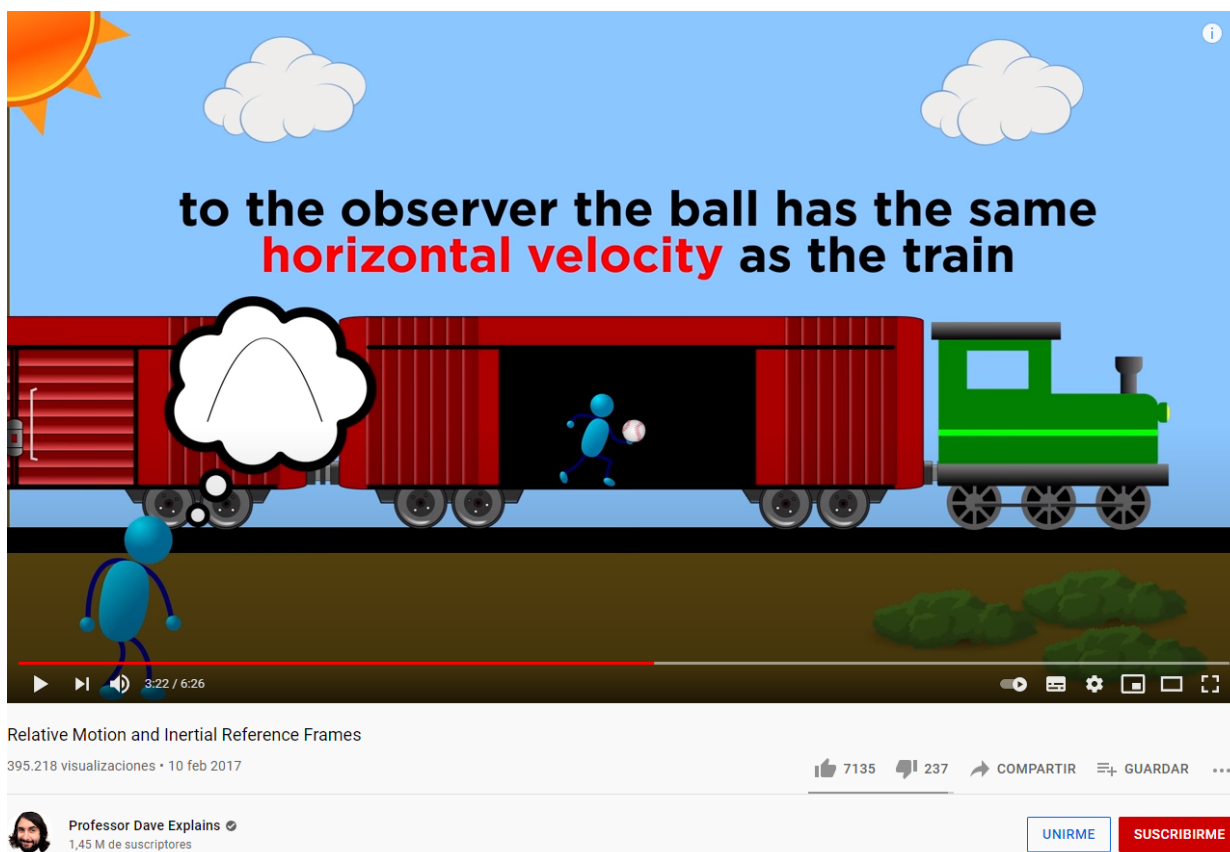 to the observer the ball has the same
horizontal velocity as the train
3:22 / 6:26
Relative Motion and Inertial Reference Frames
395.218 visualizaciones • 10 feb 2017
7135
237
COMPARTIR
GUARDAR
Professor Dave Explains
1,45 M de suscriptores
UNIRME
SUSCRIBIRME